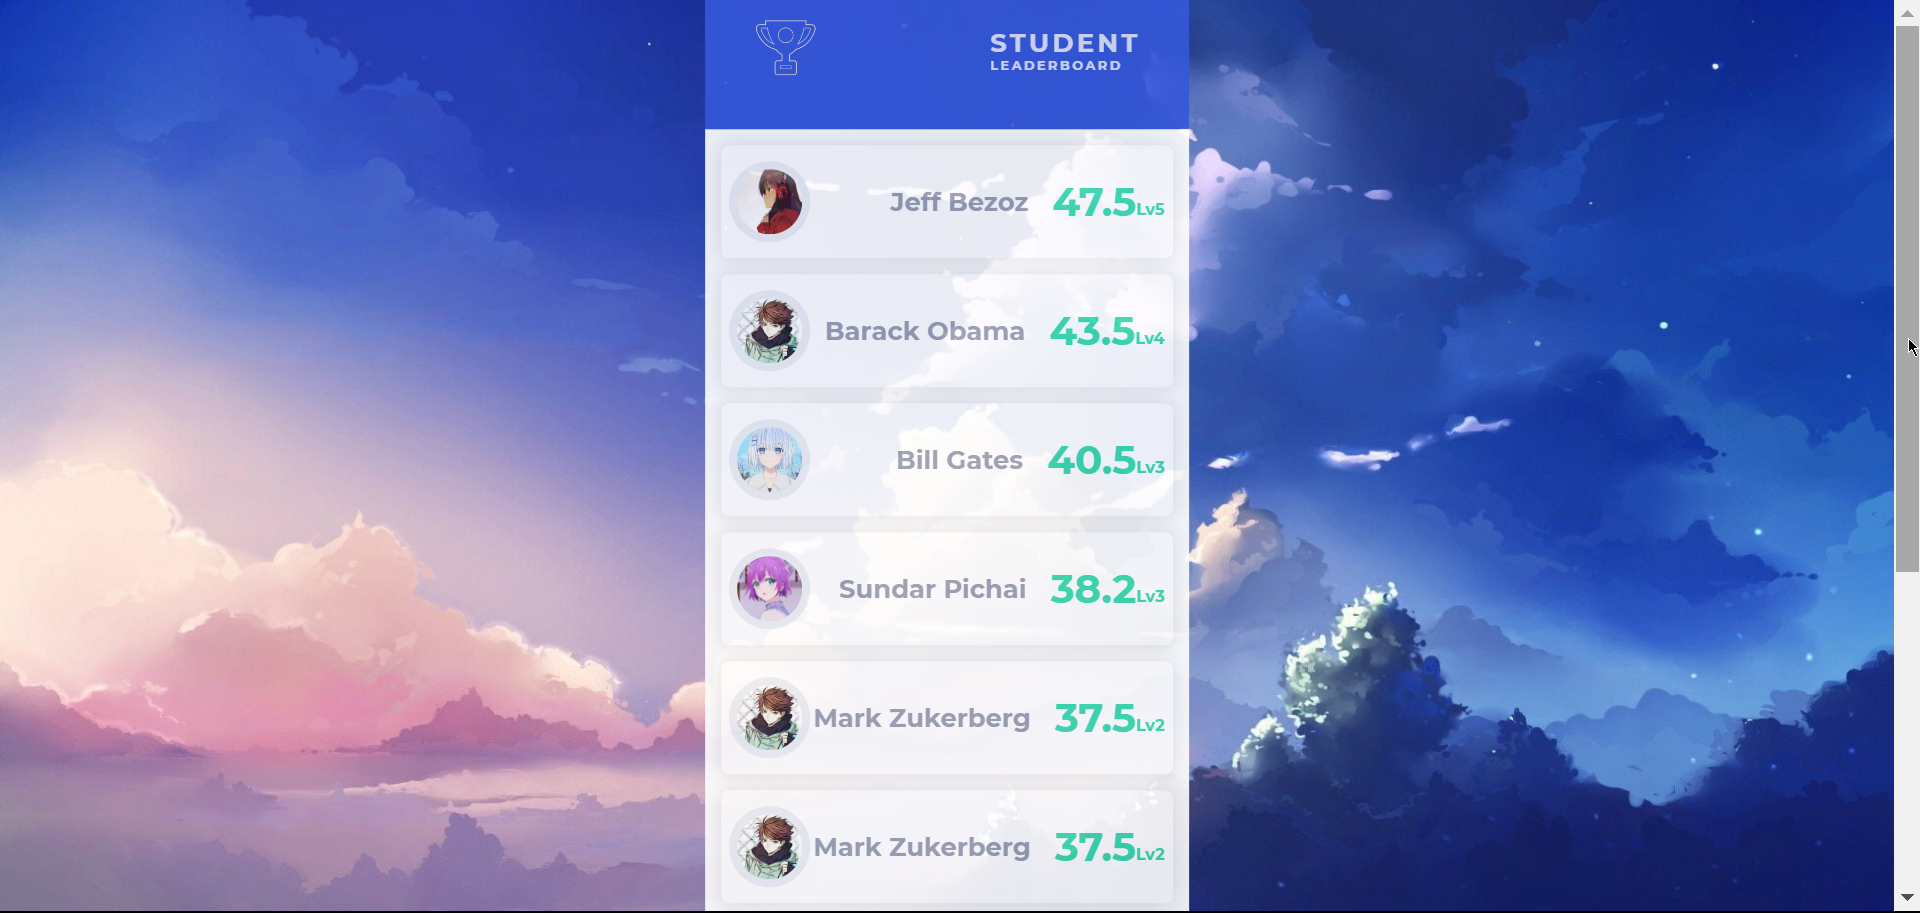 STUDENT
LEADERBOARD
Jeff Bezoz 47.5Lv5
Barack Obama 43.5Lv4
Bill Gates 40.5Lv3
Sundar Pichai 38.2Lv3
Mark Zukerberg 37.5Lv2
Mark Zukerberg 37.5Lv2